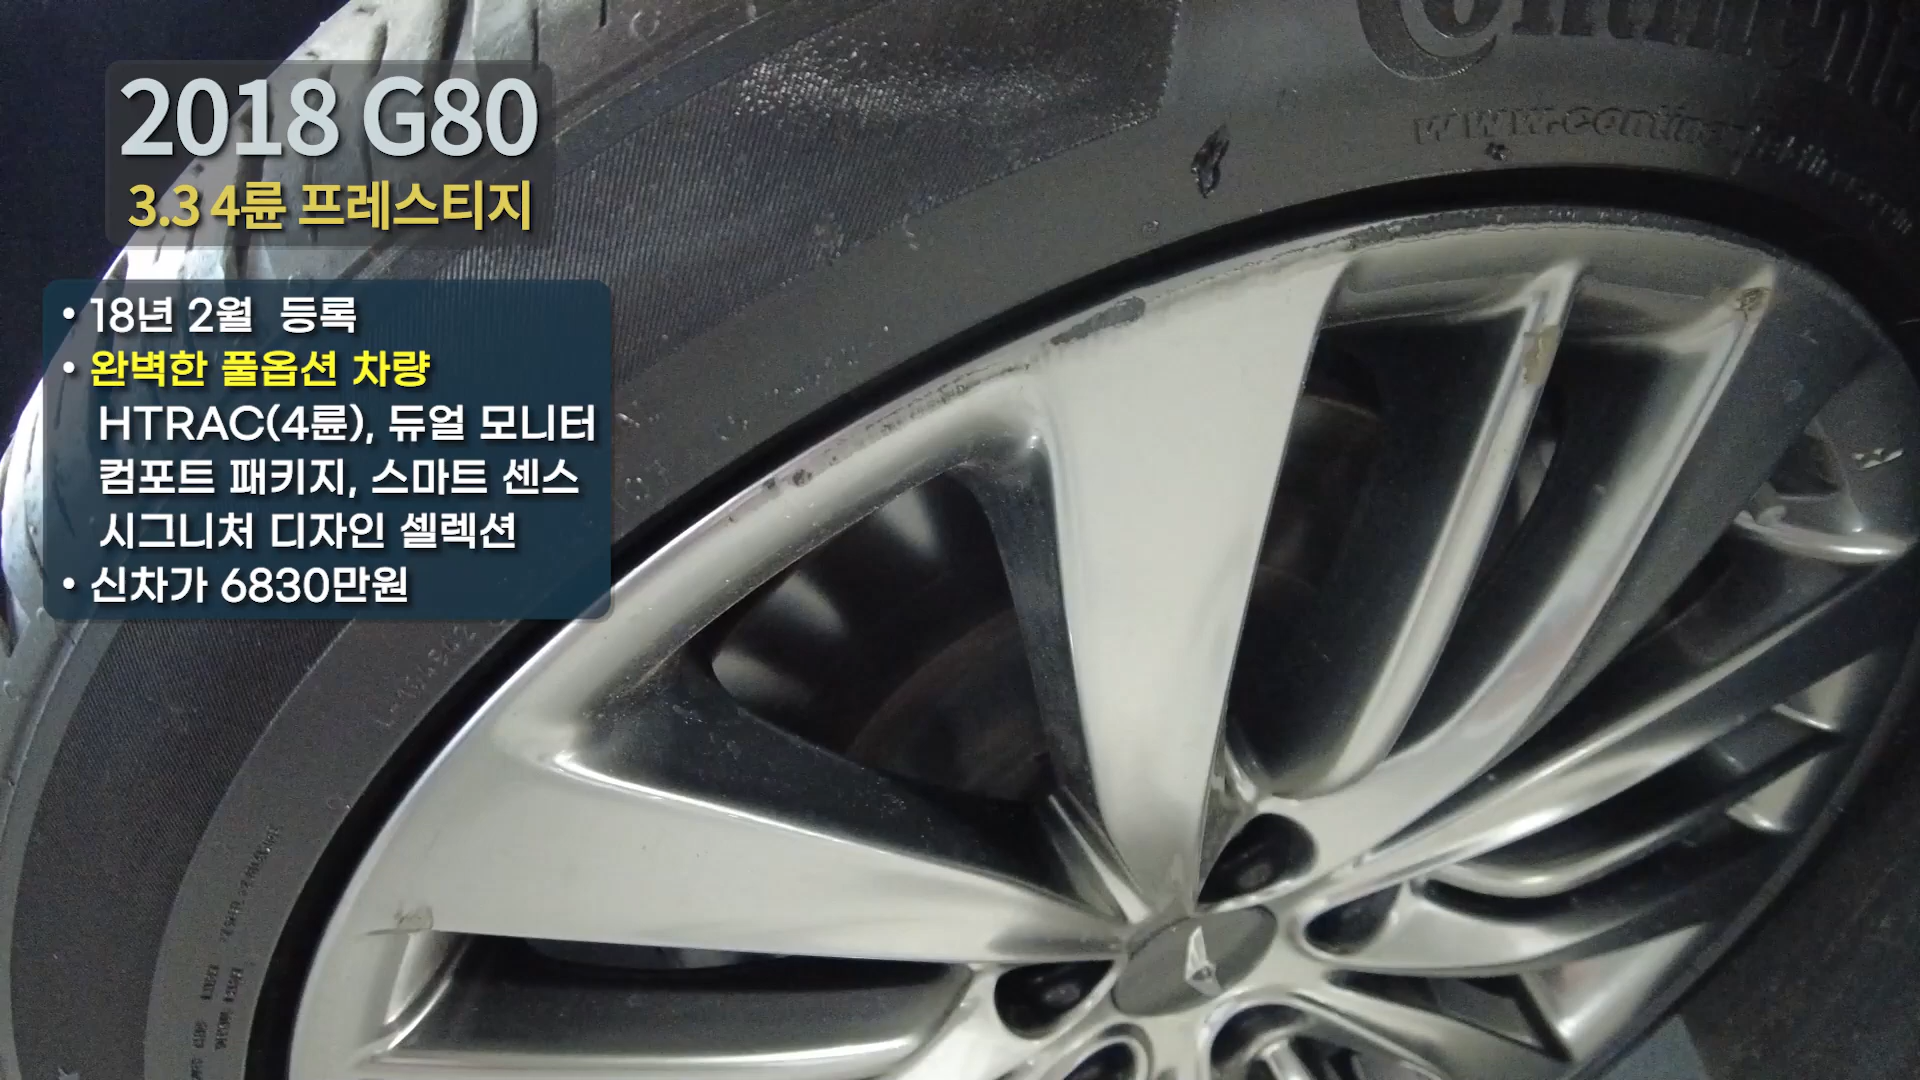 2018 G80
3.3 4륜 프레스티지
• 18년 2월 등록
• 완벽한 풀옵션 차량
HTRAC(4륜), 듀얼 모니터
컴포트 패키지, 스마트 센스
시그니처 디자인 셀렉션
• 신차가 6830만원